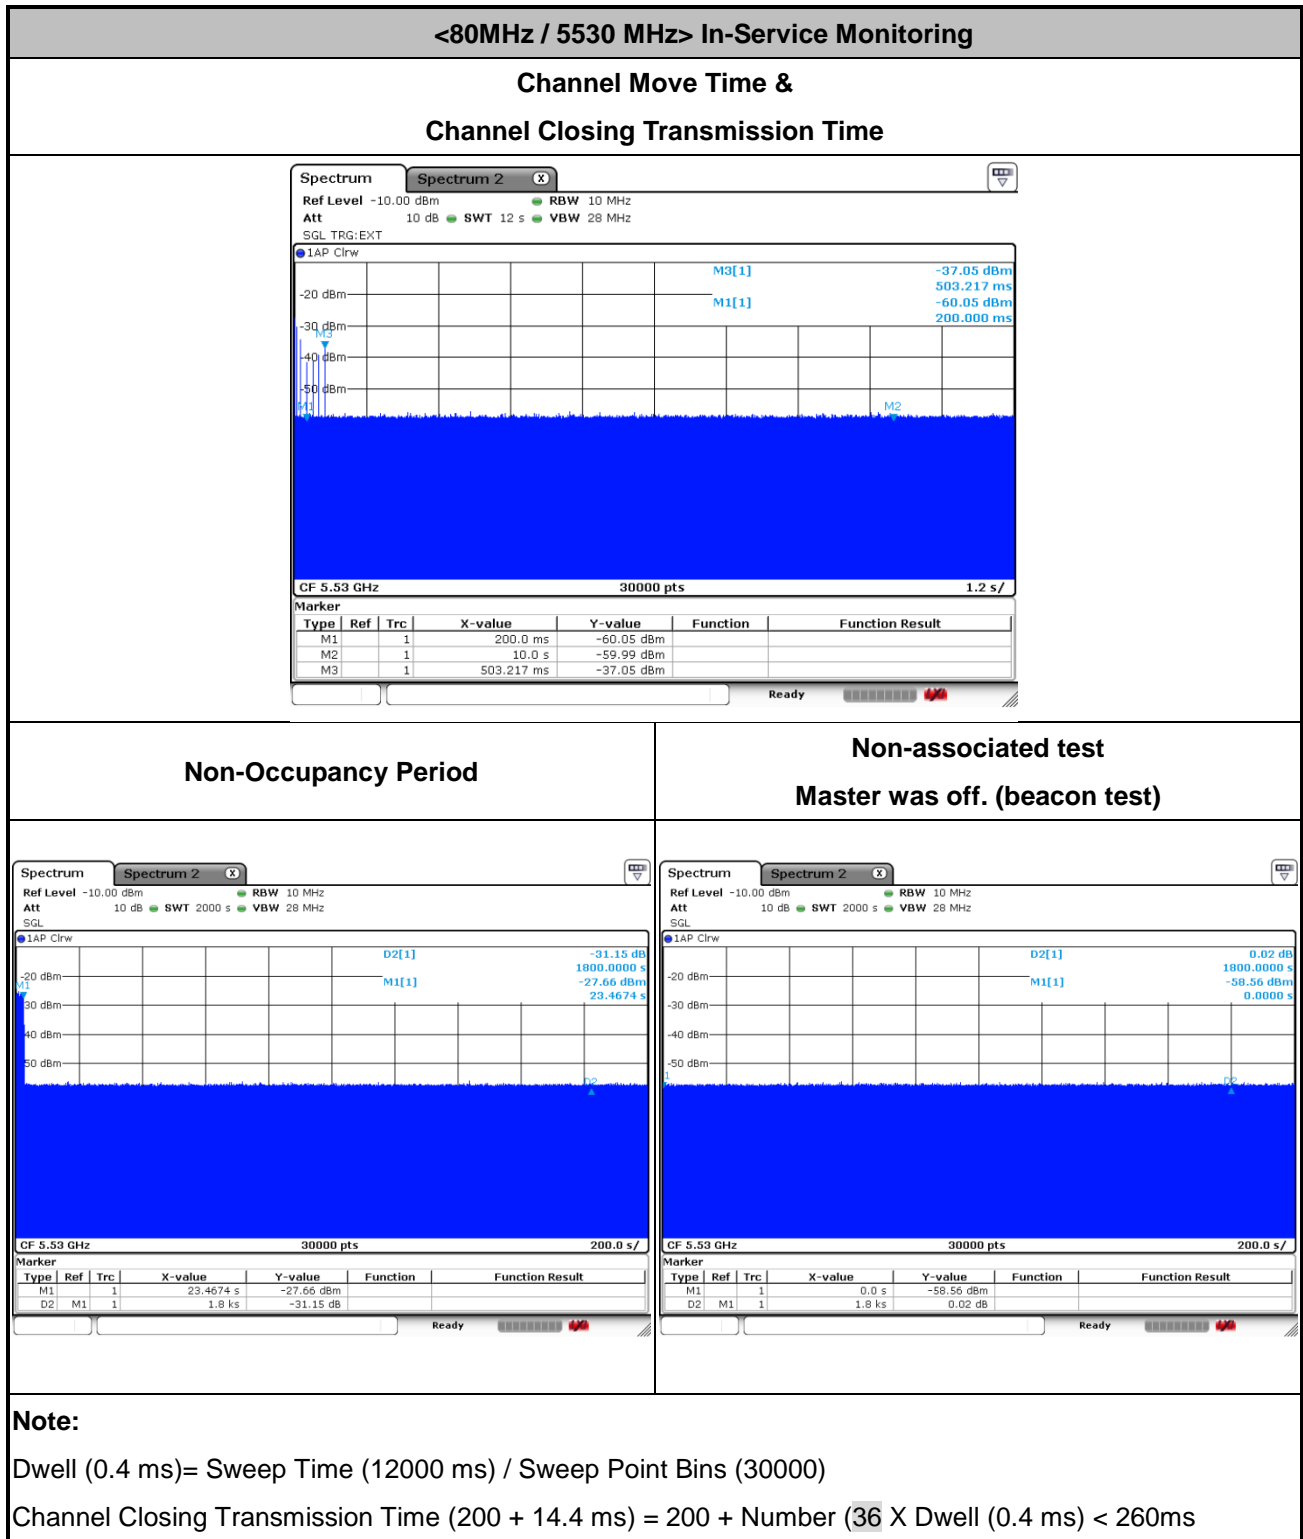 <80MHz / 5530 MHz> In-Service Monitoring
Channel Move Time &
Channel Closing Transmission Time
Spectrum Spectrum 2 X
Ref Level -10.00 dBm RBW 10 MHz
Att 10 dB SWT 12 s VBW 28 MHz
SGL TRG:EXT
1AP Clrw
M3[1] -37.05 dBm
503.217 ms
-20 dBm
M1[1] -60.05 dBm
200.000 ms
-30 dBm
M3
-40 dBm
-50 dBm
M1 M2
CF 5.53 GHz 30000 pts 1.2 s/
Marker
Type Ref Trc X-value Y-value Function Function Result
M1 1 200.0 ms -60.05 dBm
M2 1 10.0 s -59.99 dBm
M3 1 503.217 ms -37.05 dBm
Ready
Non-Occupancy Period
Non-associated test
Master was off. (beacon test)
Spectrum Spectrum 2 X
Ref Level -10.00 dBm RBW 10 MHz
Att 10 dB SWT 2000 s VBW 28 MHz
SGL
1AP Clrw
D2[1] -31.15 dB
1800.0000 s
-20 dBm
M1[1] -27.66 dBm
23.4674 s
M1
30 dBm
40 dBm
50 dBm
D2
CF 5.53 GHz 30000 pts 200.0 s/
Marker
Type Ref Trc X-value Y-value Function Function Result
M1 1 23.4674 s -27.66 dBm
D2 M1 1 1.8 ks -31.15 dB
Ready
Spectrum Spectrum 2 X
Ref Level -10.00 dBm RBW 10 MHz
Att 10 dB SWT 2000 s VBW 28 MHz
SGL
1AP Clrw
D2[1] 0.02 dB
1800.0000 s
-20 dBm
M1[1] -58.56 dBm
0.0000 s
-30 dBm
-40 dBm
-50 dBm
1 D2
CF 5.53 GHz 30000 pts 200.0 s/
Marker
Type Ref Trc X-value Y-value Function Function Result
M1 1 0.0 s -58.56 dBm
D2 M1 1 1.8 ks 0.02 dB
Ready
Note:
Dwell (0.4 ms)= Sweep Time (12000 ms) / Sweep Point Bins (30000)
Channel Closing Transmission Time (200 + 14.4 ms) = 200 + Number (36 X Dwell (0.4 ms) < 260ms